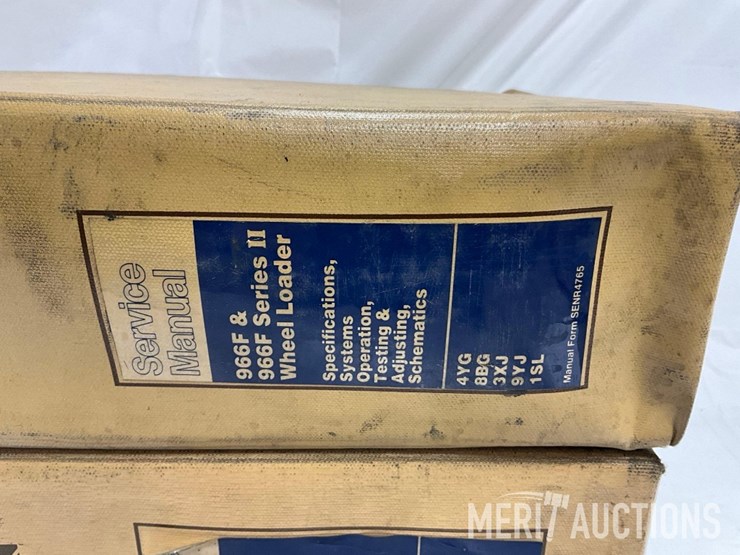 Service
Manual
966F &
966F Series II
Wheel Loader
Specifications,
Systems
Operation,
Testing &
Adjusting,
Schematics
4YG
8BG
3XJ
9YJ
1SL
Manual Form SENR4765
MERIT AUCTIONS